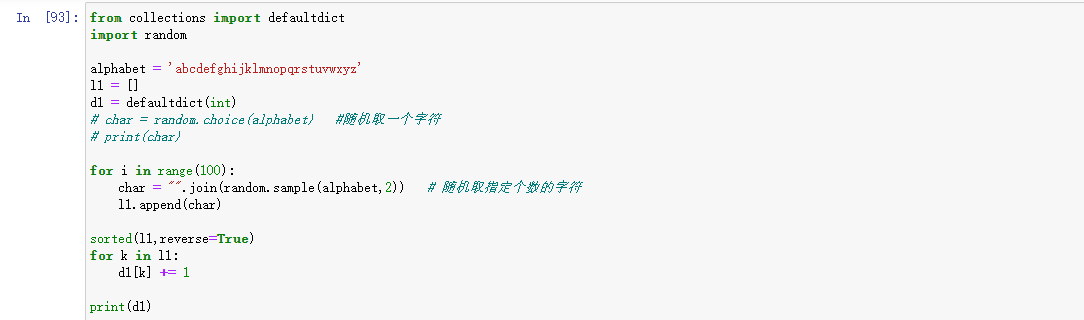 In [93]: from collections import defaultdict
import random
alphabet = 'abcdefghijklmnopqrstuvwxyz'
l1 = []
d1 = defaultdict(int)
# char = random.choice(alphabet)   #随机取一个字符
# print(char)
for i in range(100):
    char = "".join(random.sample(alphabet,2))   # 随机取指定个数的字符
    l1.append(char)
sorted(l1,reverse=True)
for k in l1:
    d1[k] += 1
print(d1)